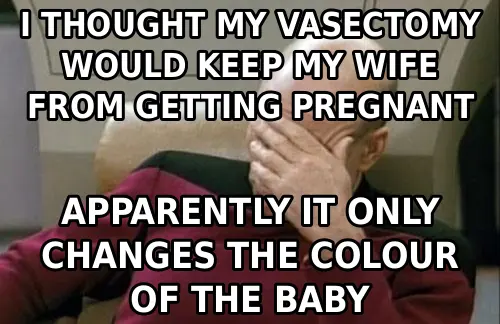 I THOUGHT MY VASECTOMY
WOULD KEEP MY WIFE
FROM GETTING PREGNANT
APPARENTLY IT ONLY
CHANGES THE COLOUR
OF THE BABY